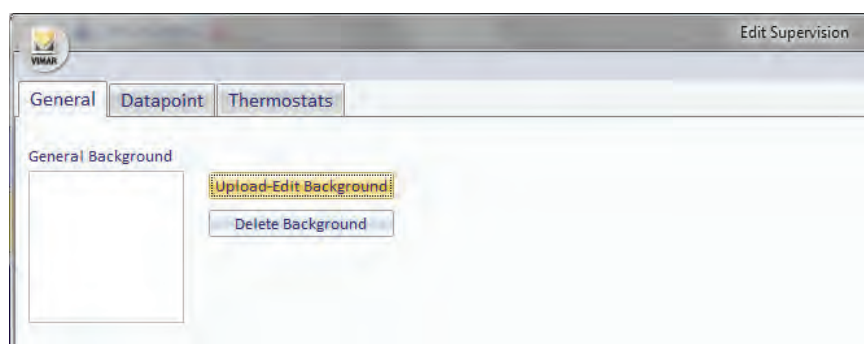 Edit Supervision
VIMAR
General Datapoint Thermostats
General Background
Upload-Edit Background
Delete Background